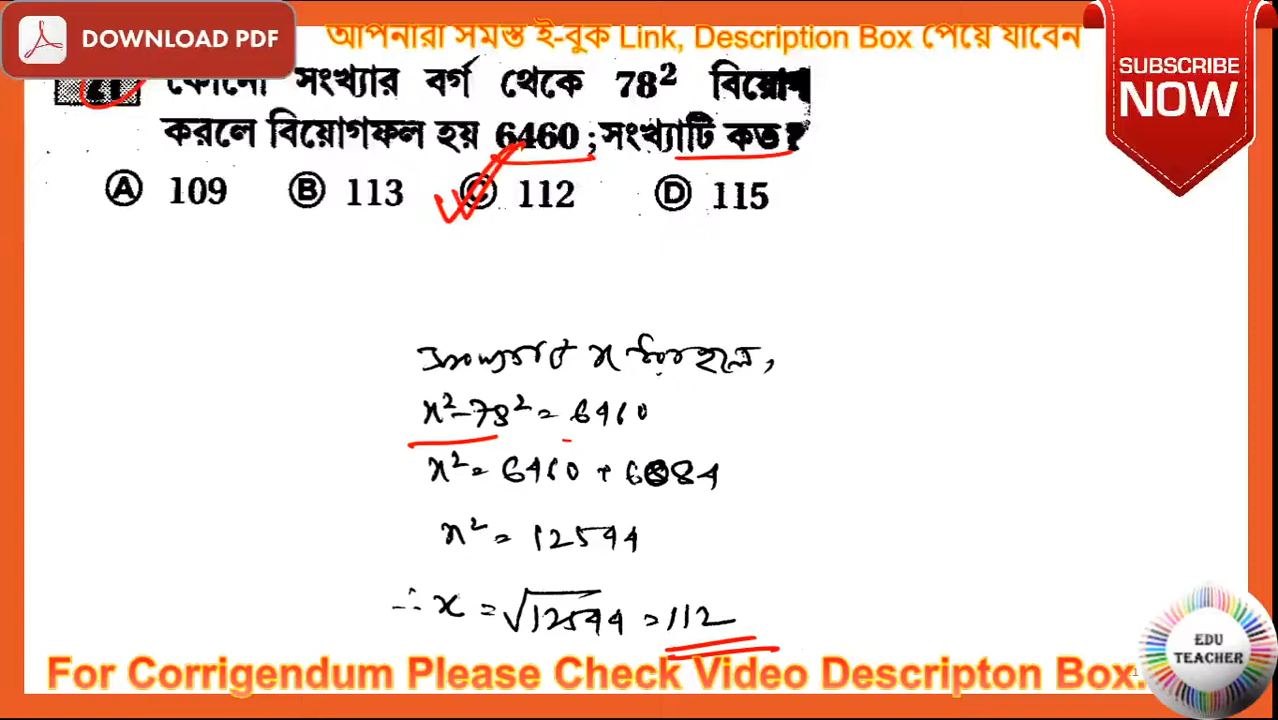 DOWNLOAD PDF
আপনারা সমস্ত ই-বুক Link, Description Box পেয়ে যাবেন
SUBSCRIBE
NOW
21 কোনো সংখ্যার বর্গ থেকে 78² বিয়োগ
করলে বিয়োগফল হয় 6460 ; সংখ্যাটি কত?
Ⓐ 109 Ⓑ 113 Ⓒ 112 Ⓓ 115
x হলে,
x² - 78² = 6460
x² = 6460 + 6084
x² = 12544
∴ x = √12544 = 112
For Corrigendum Please Check Video Descripton Box.
EDU
TEACHER